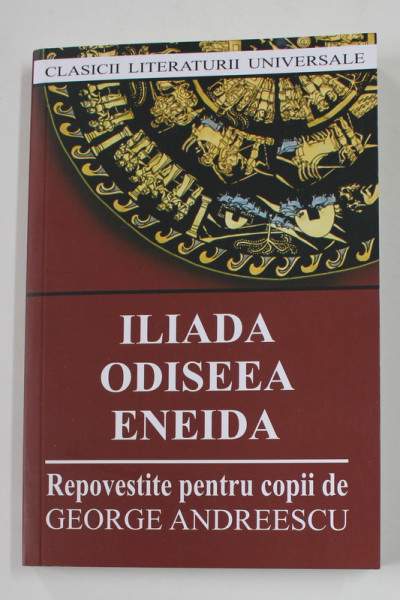 CLASICII LITERATURII UNIVERSALE
ILIADA
ODISEEA
ENEIDA
Repovestite pentru copii de
GEORGE ANDREESCU